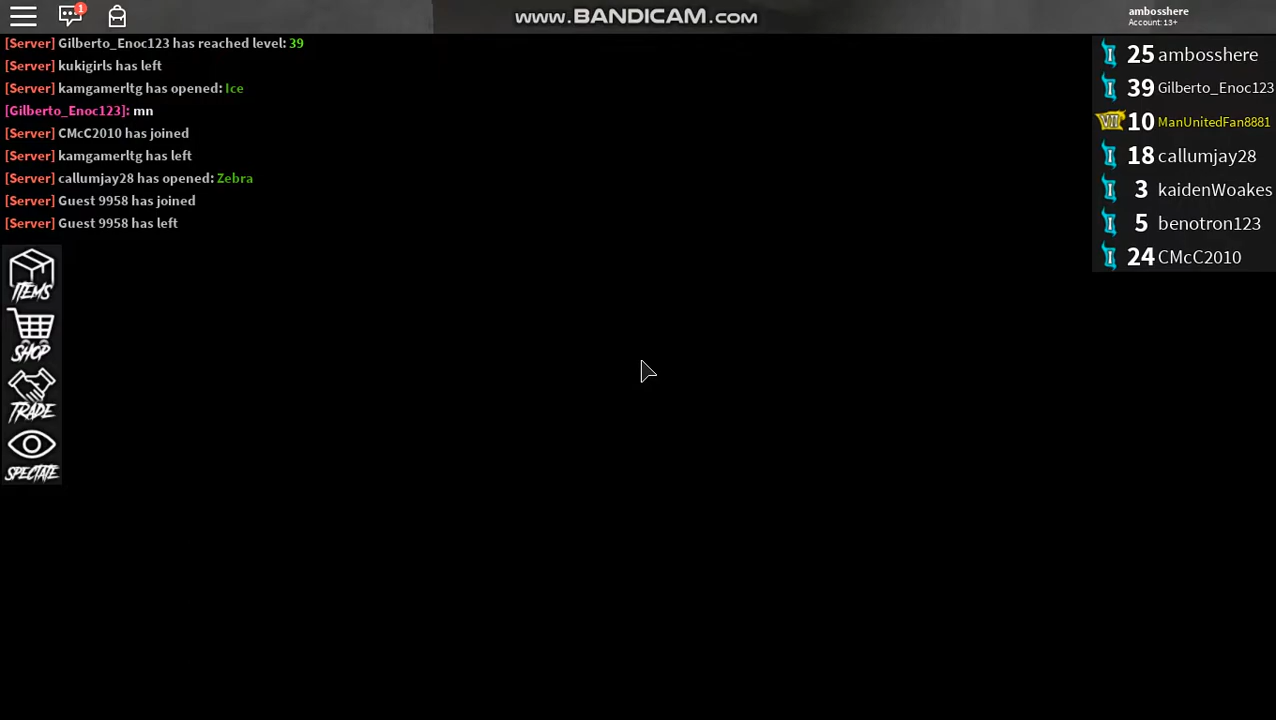 WWW.BANDICAM.COM
ambosshere
Account: 13+
1
[Server] Gilberto_Enoc123 has reached level: 39
[Server] kukigirls has left
[Server] kamgamerltg has opened: Ice
[Gilberto_Enoc123]: mn
[Server] CMcC2010 has joined
[Server] kamgamerltg has left
[Server] callumjay28 has opened: Zebra
[Server] Guest 9958 has joined
[Server] Guest 9958 has left
ITEMS
SHOP
TRADE
SPECTATE
I 25 ambosshere
I 39 Gilberto_Enoc123
VII 10 ManUnitedFan8881
I 18 callumjay28
I 3 kaidenWoakes
I 5 benotron123
I 24 CMcC2010